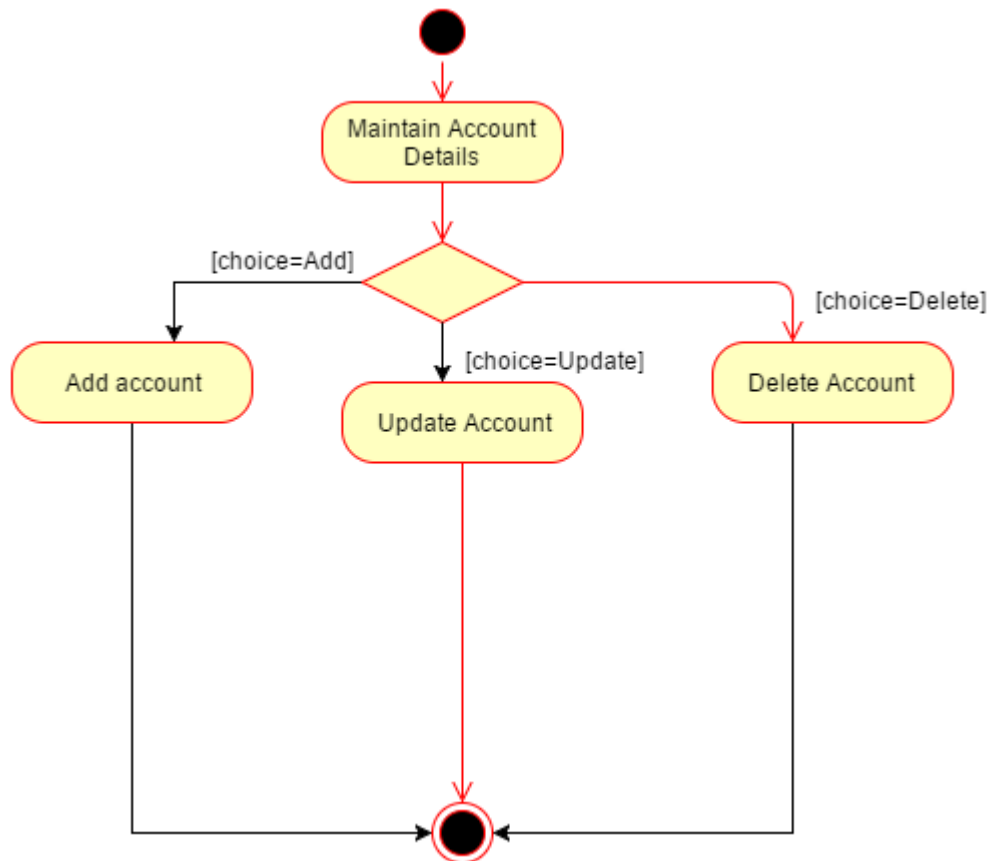 Maintain Account
Details
[choice=Add]
[choice=Delete]
[choice=Update]
Add account
Update Account
Delete Account